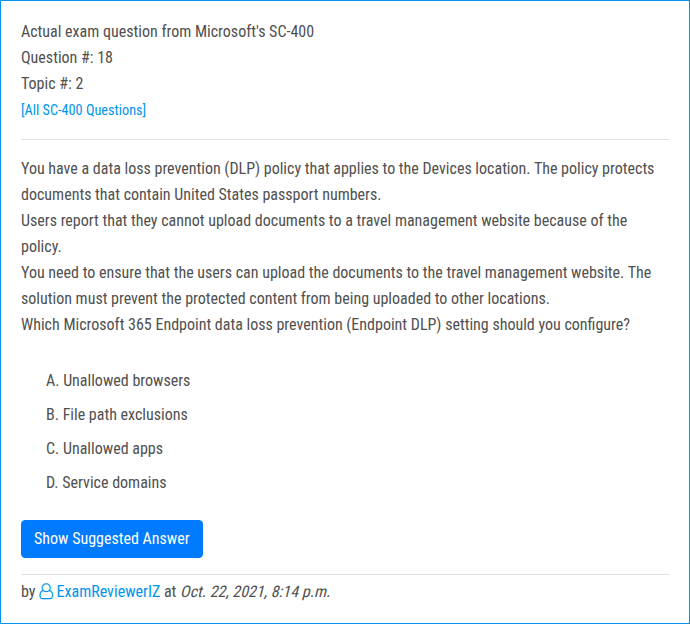 Actual exam question from Microsoft's SC-400
Question #: 18
Topic #: 2
[All SC-400 Questions]
You have a data loss prevention (DLP) policy that applies to the Devices location. The policy protects
documents that contain United States passport numbers.
Users report that they cannot upload documents to a travel management website because of the
policy.
You need to ensure that the users can upload the documents to the travel management website. The
solution must prevent the protected content from being uploaded to other locations.
Which Microsoft 365 Endpoint data loss prevention (Endpoint DLP) setting should you configure?
A. Unallowed browsers
B. File path exclusions
C. Unallowed apps
D. Service domains
Show Suggested Answer
by ExamReviewerIZ at Oct. 22, 2021, 8:14 p.m.